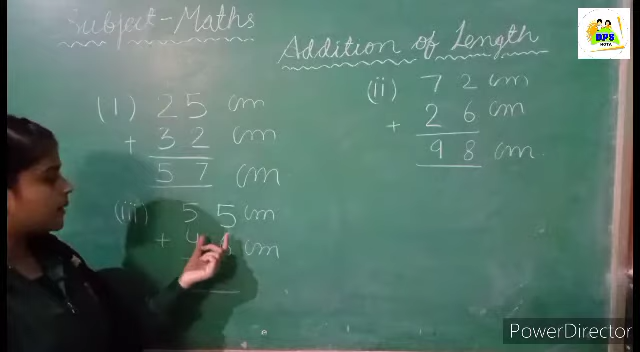 Subject-Maths
Addition of Length
(I) 25 cm
+ 32 cm
57 cm
(ii) 72 cm
+ 26 cm
98 cm
(iii) 55 cm
+ 4 cm
DPS
PowerDirector